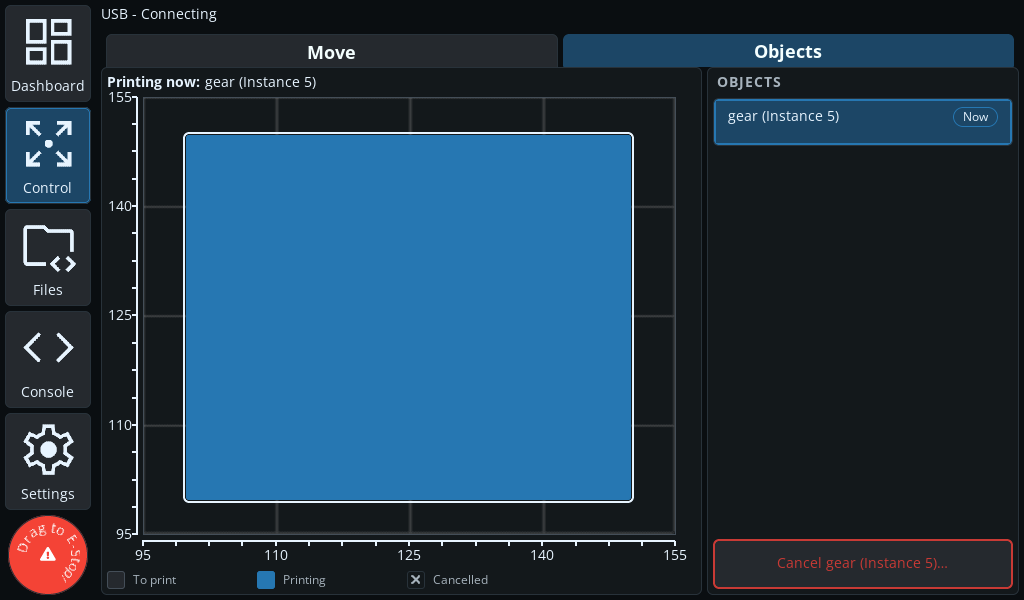 USB - Connecting
Dashboard
Control
Files
Console
Settings
Drag to E-Stop!
Move
Objects
Printing now: gear (Instance 5)
155
140
125
110
95
95
110
125
140
155
To print
Printing
Cancelled
OBJECTS
gear (Instance 5)
Now
Cancel gear (Instance 5)...